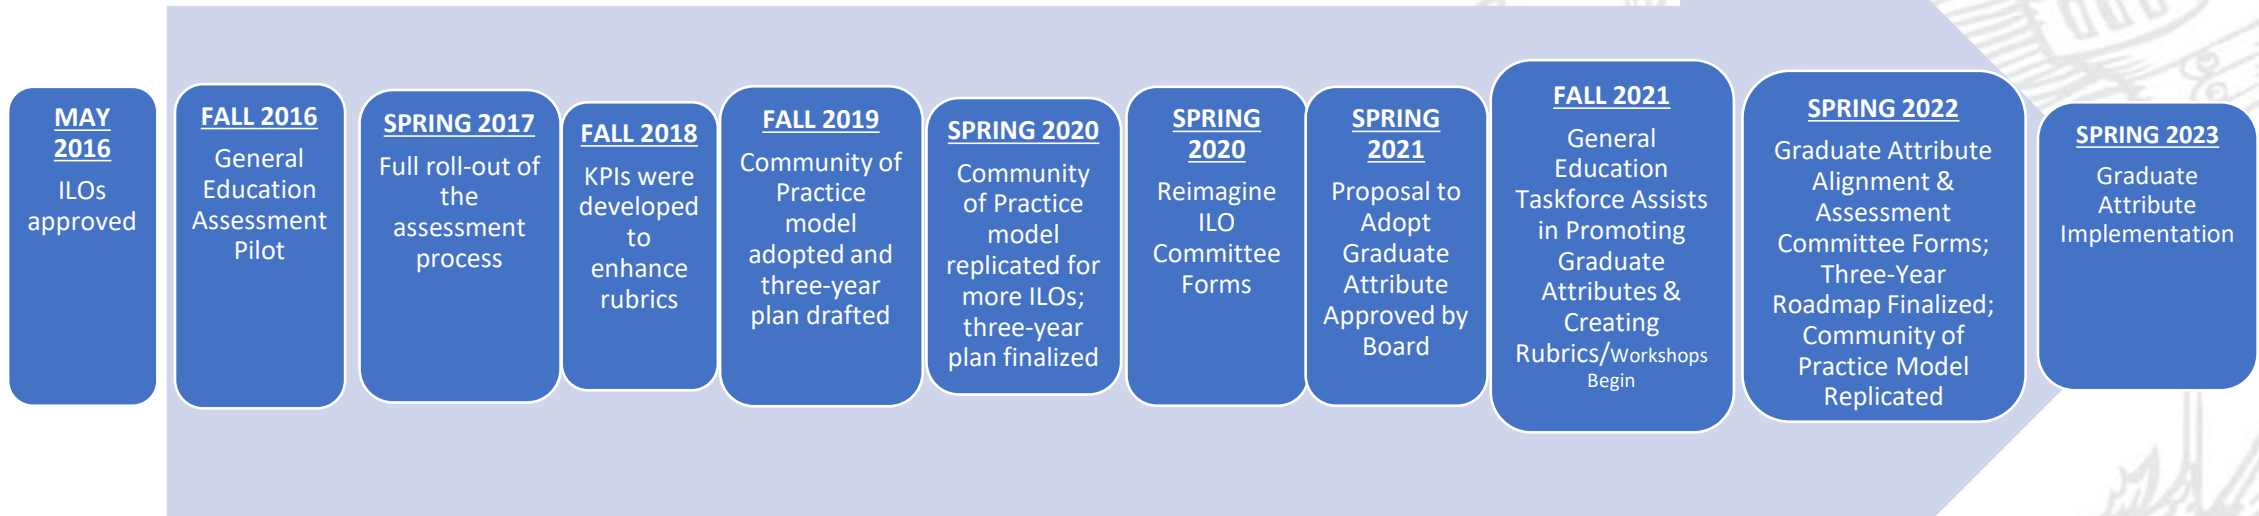 MAY
2016
ILOs
approved
FALL 2016
General
Education
Assessment
Pilot
SPRING 2017
Full roll-out of
the
assessment
process
FALL 2018
KPIs were
developed
to
enhance
rubrics
FALL 2019
Community of
Practice
model
adopted and
three-year
plan drafted
SPRING 2020
Community
of Practice
model
replicated for
more ILOs;
three-year
plan finalized
SPRING
2020
Reimagine
ILO
Committee
Forms
SPRING
2021
Proposal to
Adopt
Graduate
Attribute
Approved by
Board
FALL 2021
General
Education
Taskforce Assists
in Promoting
Graduate
Attributes &
Creating
Rubrics/Workshops
Begin
SPRING 2022
Graduate Attribute
Alignment &
Assessment
Committee Forms;
Three-Year
Roadmap Finalized;
Community of
Practice Model
Replicated
SPRING 2023
Graduate
Attribute
Implementation